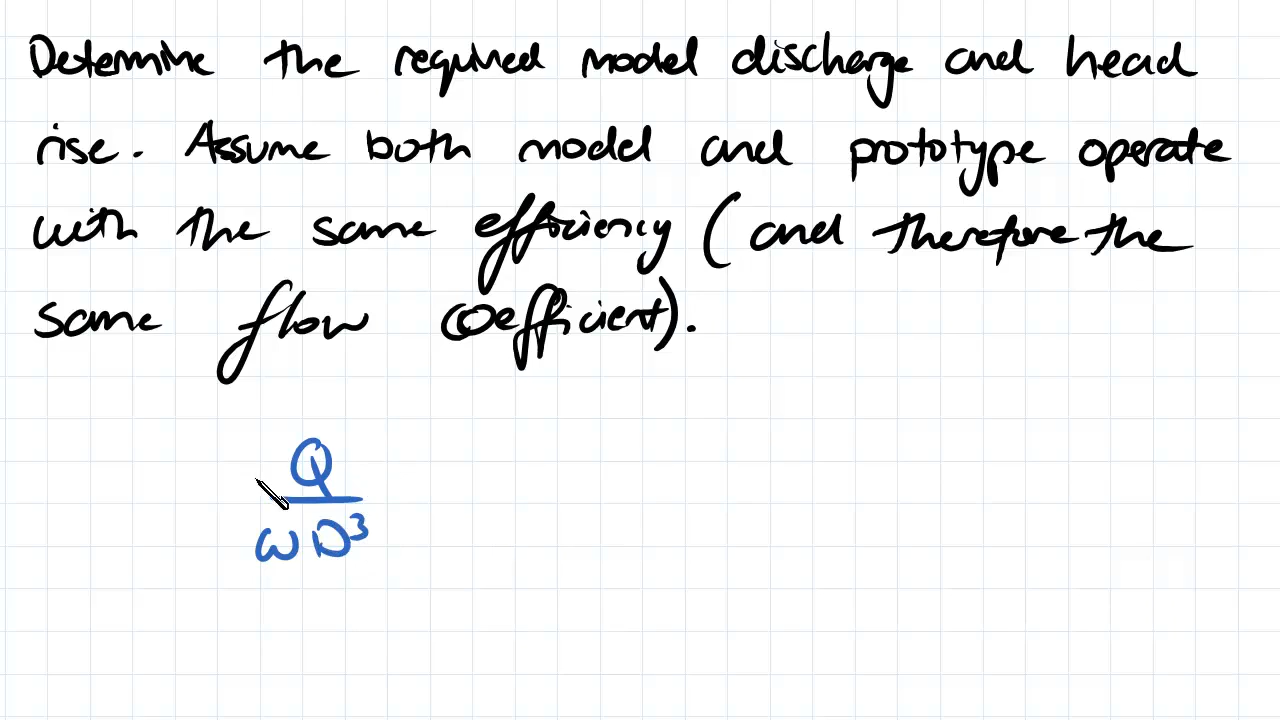 Determine the required model discharge and head
rise. Assume both model and prototype operate
with the same efficiency (and therefore the
same flow coefficient).
Q
ωD³